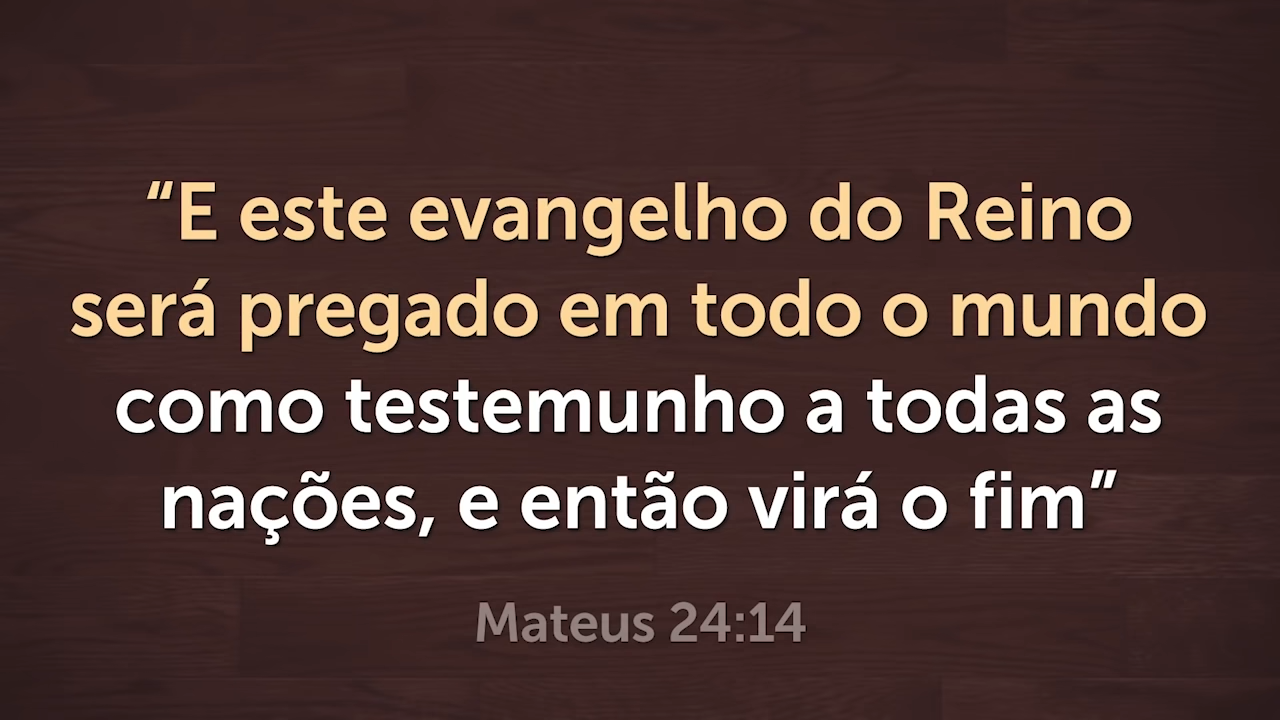 “E este evangelho do Reino
será pregado em todo o mundo
como testemunho a todas as
nações, e então virá o fim”
Mateus 24:14